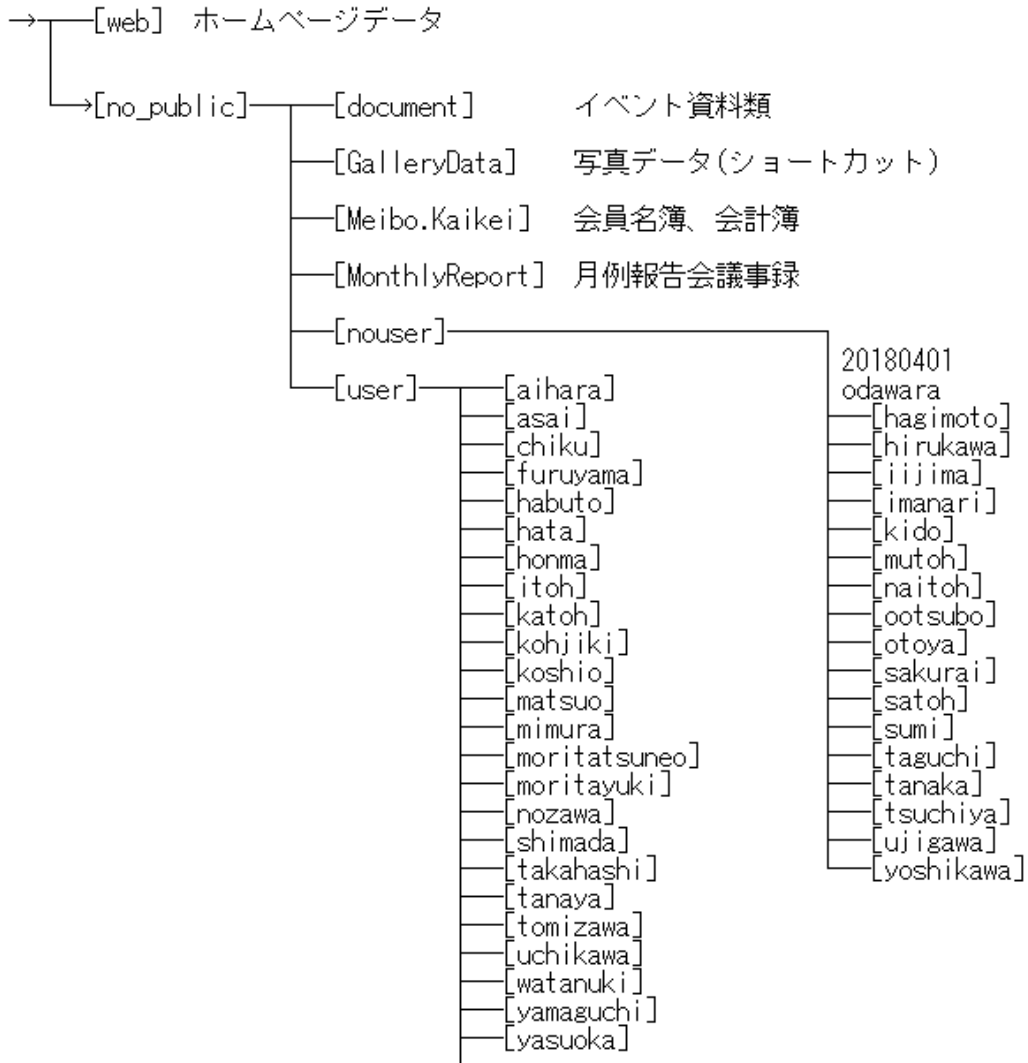 →[web] ホームページデータ
→[no_public] [document] イベント資料類
[GalleryData] 写真データ(ショートカット)
[Meibo.Kaikei] 会員名簿、会計簿
[MonthlyReport] 月例報告会議事録
[nouser]
20180401
[user] [aihara] odawara
[asai] [hagimoto]
[chiku] [hirukawa]
[furuyama] [iijima]
[habuto] [imanari]
[hata] [kido]
[honma] [mutoh]
[itoh] [naitoh]
[katoh] [ootsubo]
[kohjiki] [otoya]
[koshio] [sakurai]
[matsuo] [satoh]
[mimura] [sumi]
[moritatsuneo] [taguchi]
[moritayuki] [tanaka]
[nozawa] [tsuchiya]
[shimada] [ujigawa]
[takahashi] [yoshikawa]
[tanaya]
[tomizawa]
[uchikawa]
[watanuki]
[yamaguchi]
[yasuoka]